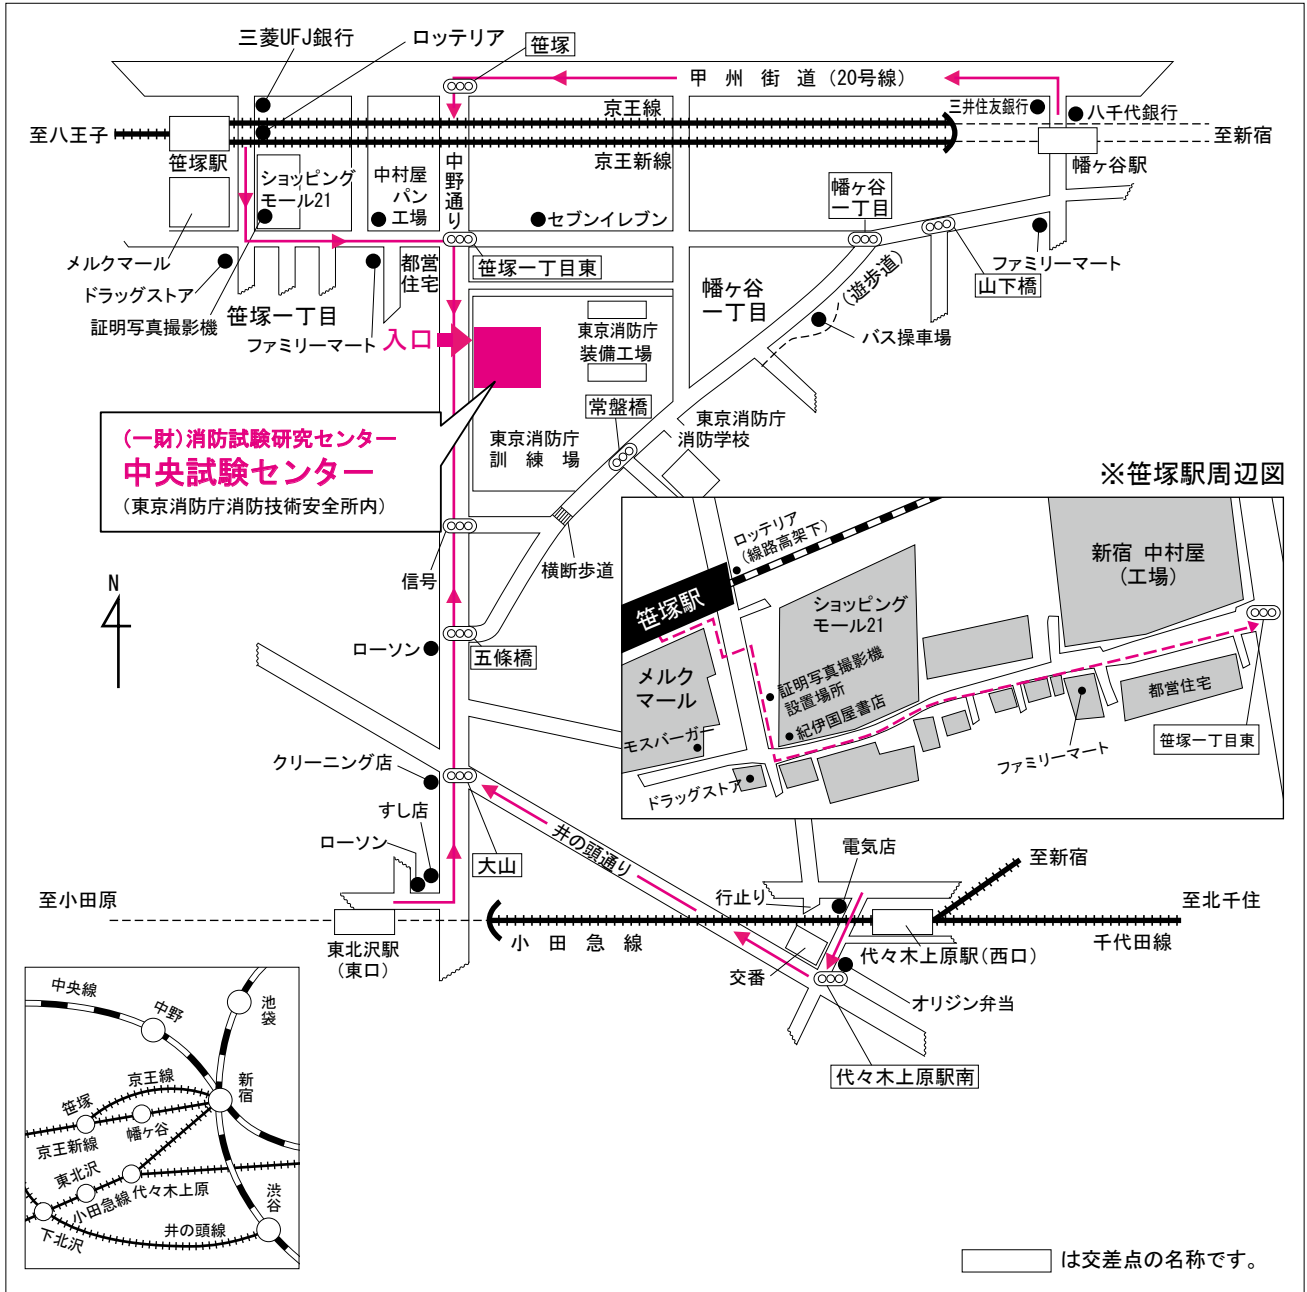 三菱UFJ銀行
ロッテリア
笹塚
甲州街道(20号線)
三井住友銀行
八千代銀行
至八王子
京王線
至新宿
笹塚駅
京王新線
幡ヶ谷駅
ショッピング
モール21
中村屋
パン
工場
中野通り
セブンイレブン
幡ヶ谷
一丁目
メルクマール
都営
住宅
笹塚一丁目東
ファミリーマート
山下橋
ドラッグストア
証明写真撮影機
笹塚一丁目
ファミリーマート
入口
東京消防庁
装備工場
幡ヶ谷
一丁目
(遊歩道)
バス操車場
常盤橋
東京消防庁
消防学校
(一財)消防試験研究センター
中央試験センター
(東京消防庁消防技術安全所内)
東京消防庁
訓練場
信号
横断歩道
N
ローソン
五條橋
※笹塚駅周辺図
ロッテリア
(線路高架下)
新宿 中村屋
(工場)
笹塚駅
ショッピング
モール21
メルク
マール
証明写真撮影機
設置場所
紀伊国屋書店
モスバーガー
都営住宅
笹塚一丁目東
ファミリーマート
ドラッグストア
クリーニング店
すし店
ローソン
大山
井の頭通り
電気店
至新宿
至小田原
行止り
至北千住
東北沢駅
(東口)
小田急線
代々木上原駅(西口)
千代田線
交番
オリジン弁当
代々木上原駅南
中央線
中野
池袋
京王線
新宿
笹塚
幡ヶ谷
京王新線
東北沢
代々木上原
小田急線
渋谷
下北沢
井の頭線
は交差点の名称です。